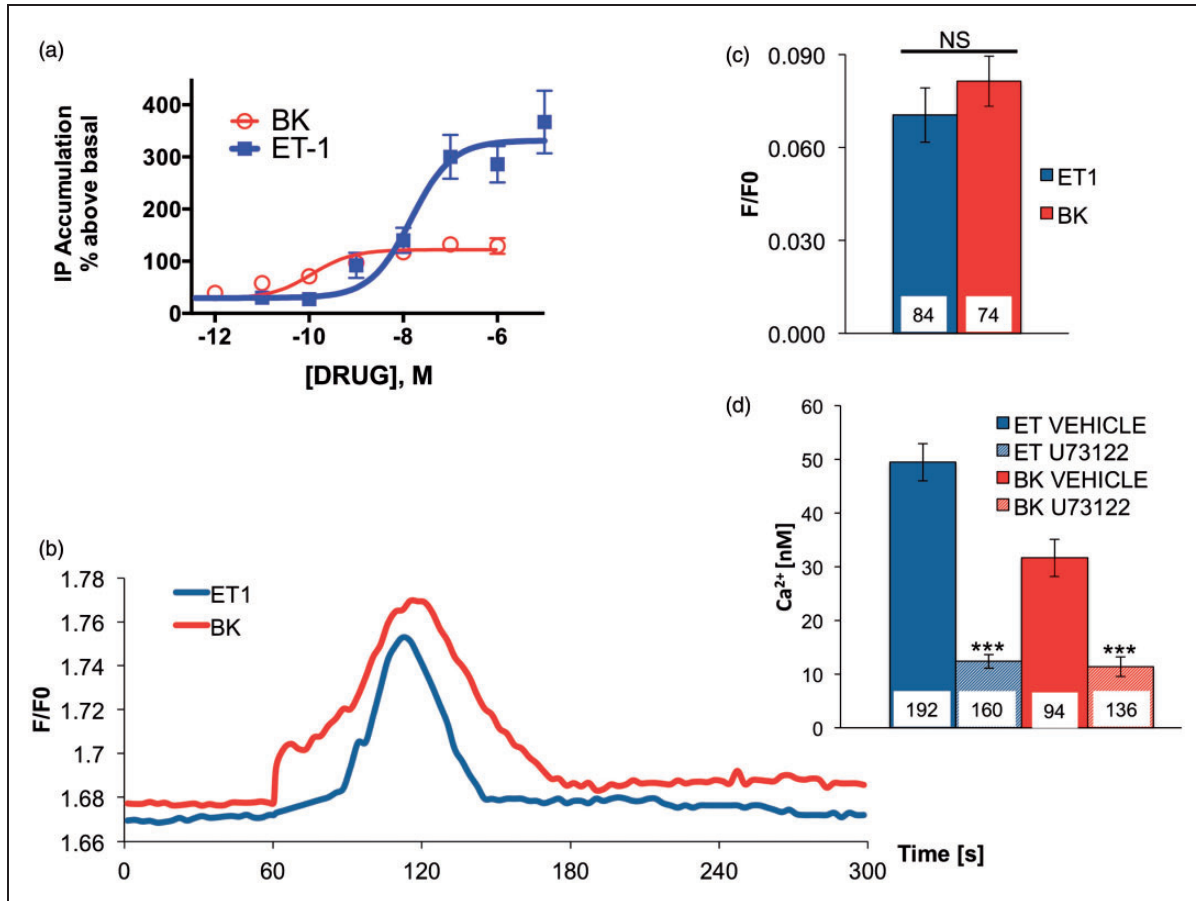 (a)
IP Accumulation
% above basal
400
300
200
100
0
BK
ET-1
-12
-10
-8
-6
[DRUG], M
(c)
NS
F/F0
0.090
0.060
0.030
0.000
84
74
ET1
BK
(b)
F/F0
1.78
1.76
1.74
1.72
1.7
1.68
1.66
ET1
BK
0
60
120
180
240
300
Time [s]
(d)
Ca²⁺ [nM]
60
50
40
30
20
10
0
ET VEHICLE
ET U73122
BK VEHICLE
BK U73122
***
***
192
160
94
136